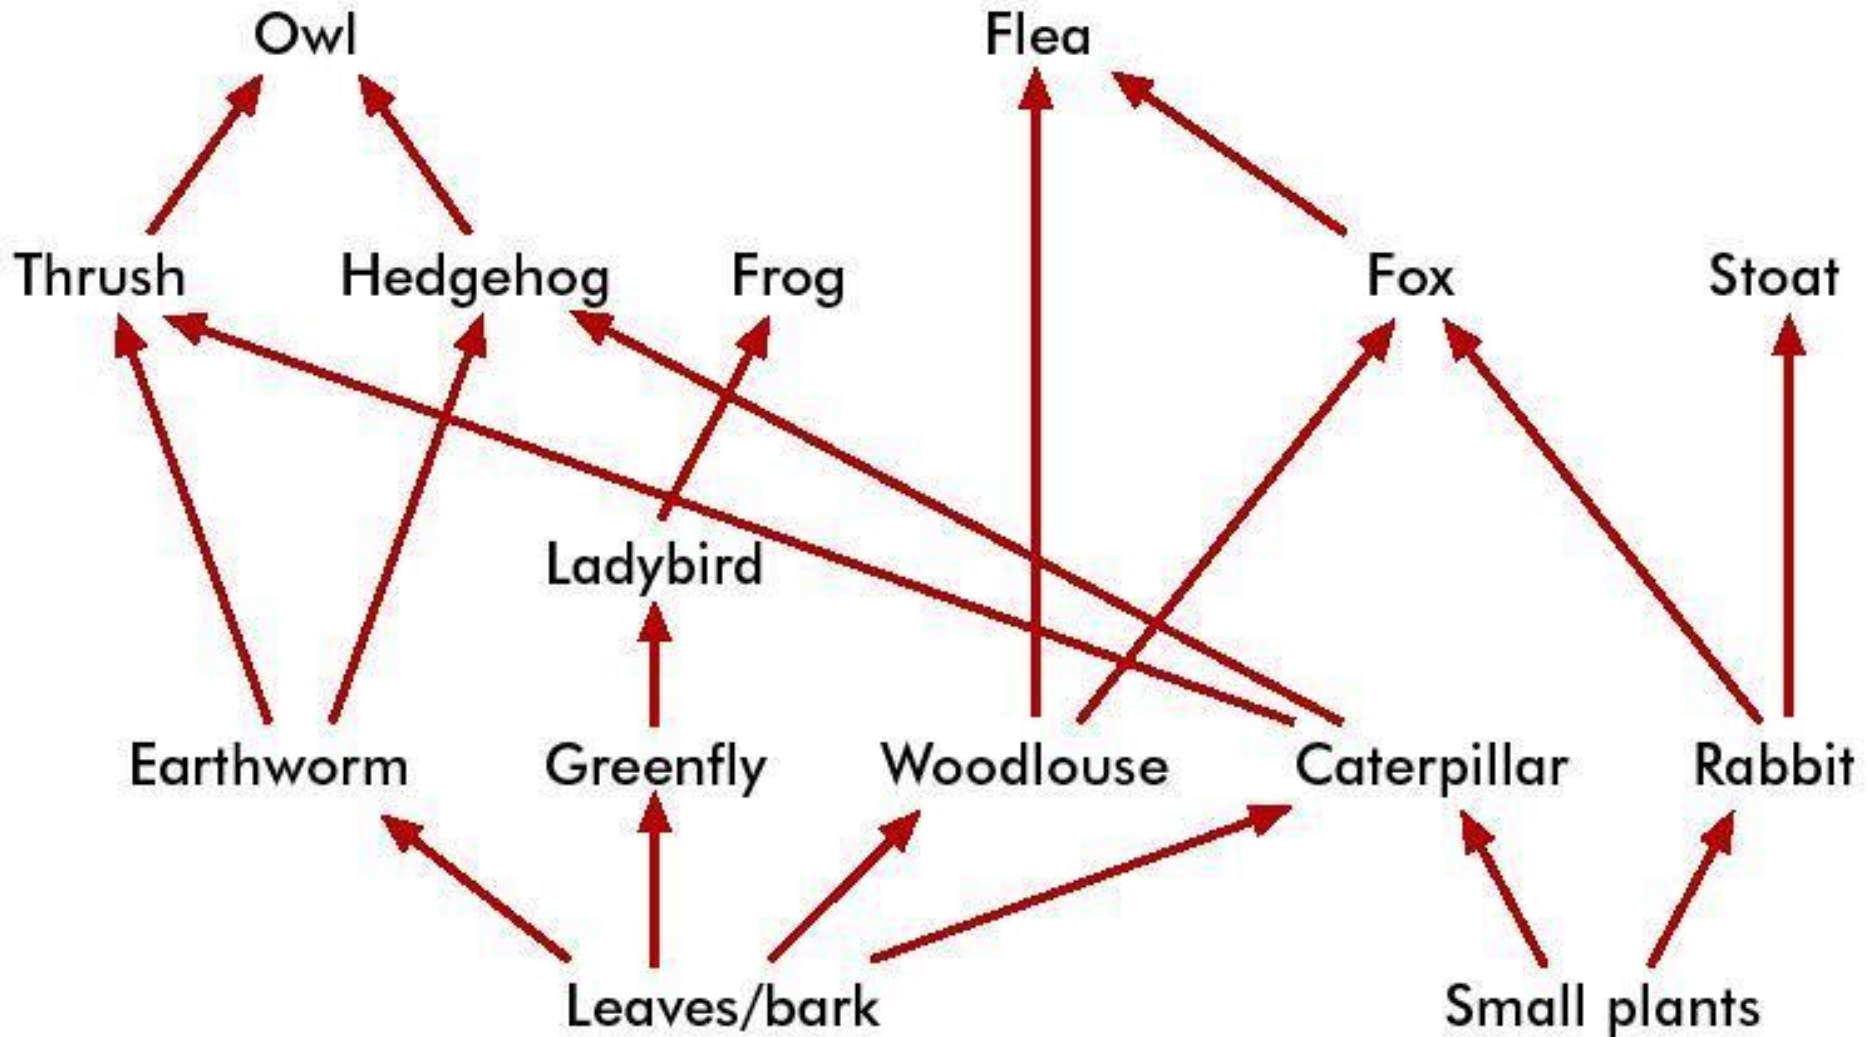 Owl Flea
Thrush Hedgehog Frog Fox Stoat
Ladybird
Earthworm Greenfly Woodlouse Caterpillar Rabbit
Leaves/bark Small plants